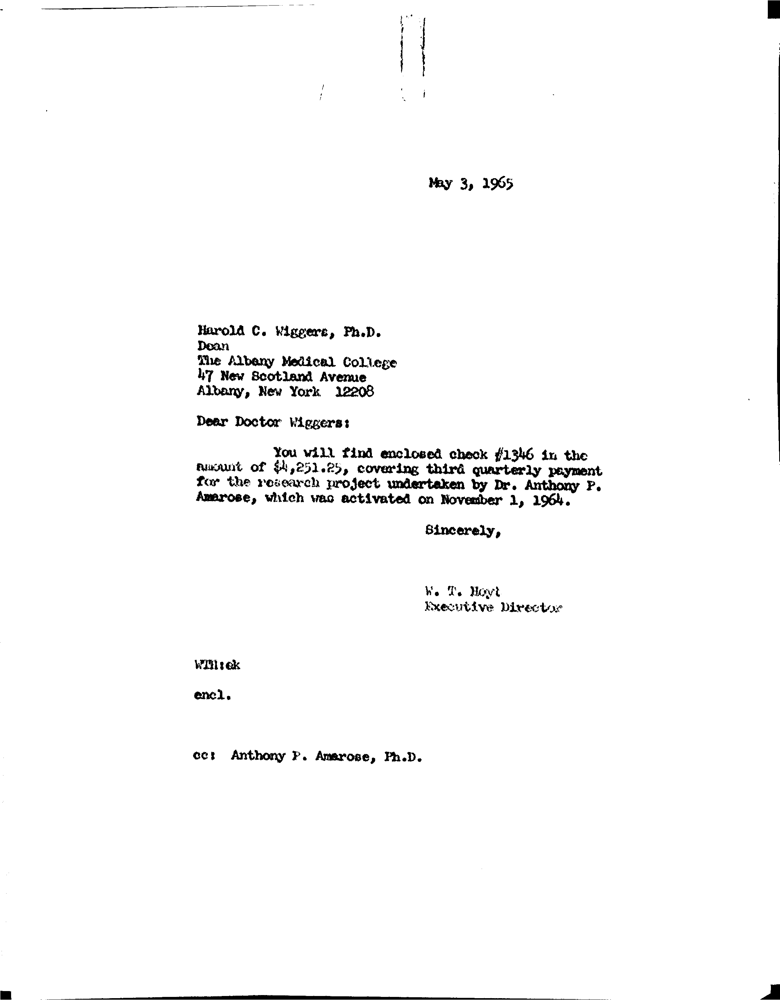 May 3, 1965
Harold C. Wiggers, Ph.D.
Dean
The Albany Medical College
47 New Scotland Avenue
Albany, New York 12208
Dear Doctor Wiggers:
You will find enclosed check #1346 in the
amount of $4,251.25, covering third quarterly payment
for the research project undertaken by Dr. Anthony P.
Amarose, which was activated on November 1, 1964.
Sincerely,
W. T. Hoyt
Executive Director
WTH:ek
encl.
cc: Anthony P. Amarose, Ph.D.